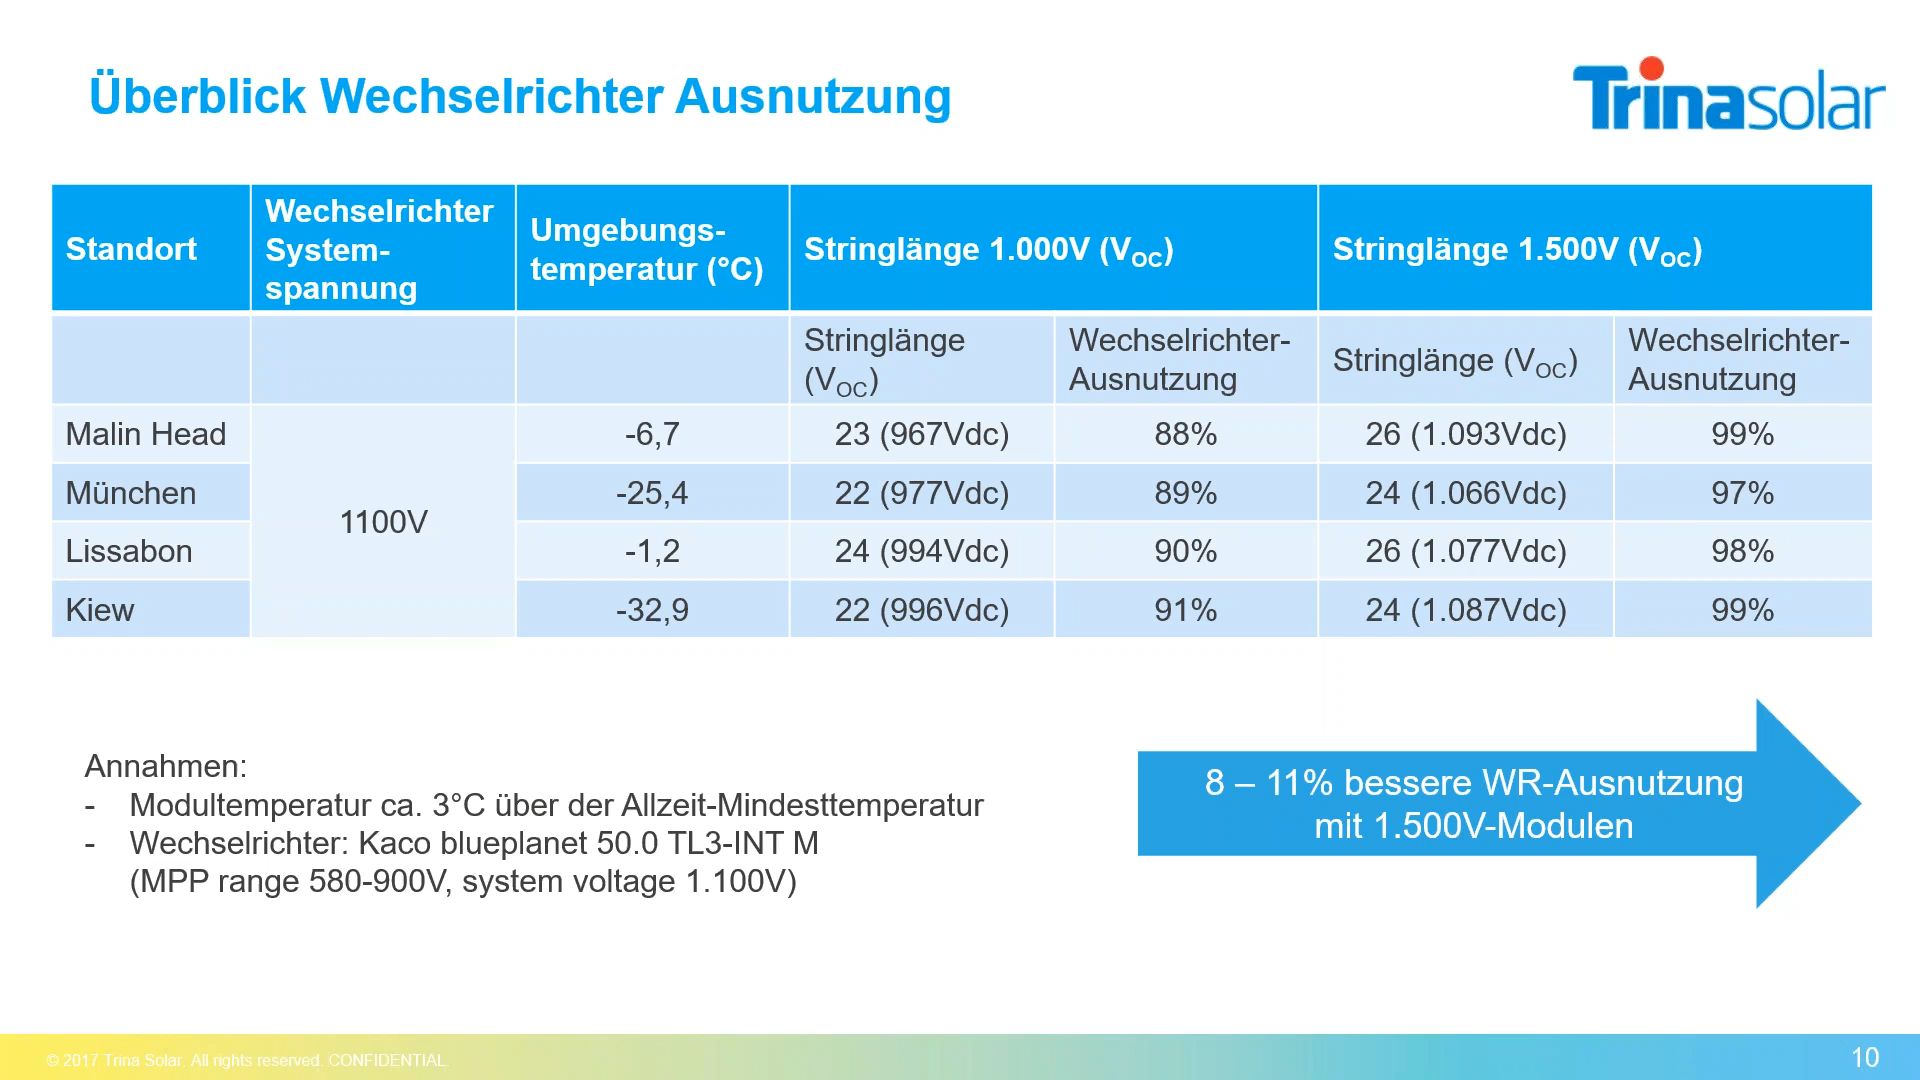 Überblick Wechselrichter Ausnutzung
Trinasolar
Standort
Wechselrichter
System-
spannung
Umgebungs-
temperatur (°C)
Stringlänge 1.000V (VOC)
Stringlänge 1.500V (VOC)
Stringlänge
(VOC)
Wechselrichter-
Ausnutzung
Stringlänge (VOC)
Wechselrichter-
Ausnutzung
Malin Head
1100V
-6,7
23 (967Vdc)
88%
26 (1.093Vdc)
99%
München
-25,4
22 (977Vdc)
89%
24 (1.066Vdc)
97%
Lissabon
-1,2
24 (994Vdc)
90%
26 (1.077Vdc)
98%
Kiew
-32,9
22 (996Vdc)
91%
24 (1.087Vdc)
99%
Annahmen:
- Modultemperatur ca. 3°C über der Allzeit-Mindesttemperatur
- Wechselrichter: Kaco blueplanet 50.0 TL3-INT M
(MPP range 580-900V, system voltage 1.100V)
8 – 11% bessere WR-Ausnutzung
mit 1.500V-Modulen
© 2017 Trina Solar. All rights reserved. CONFIDENTIAL
10